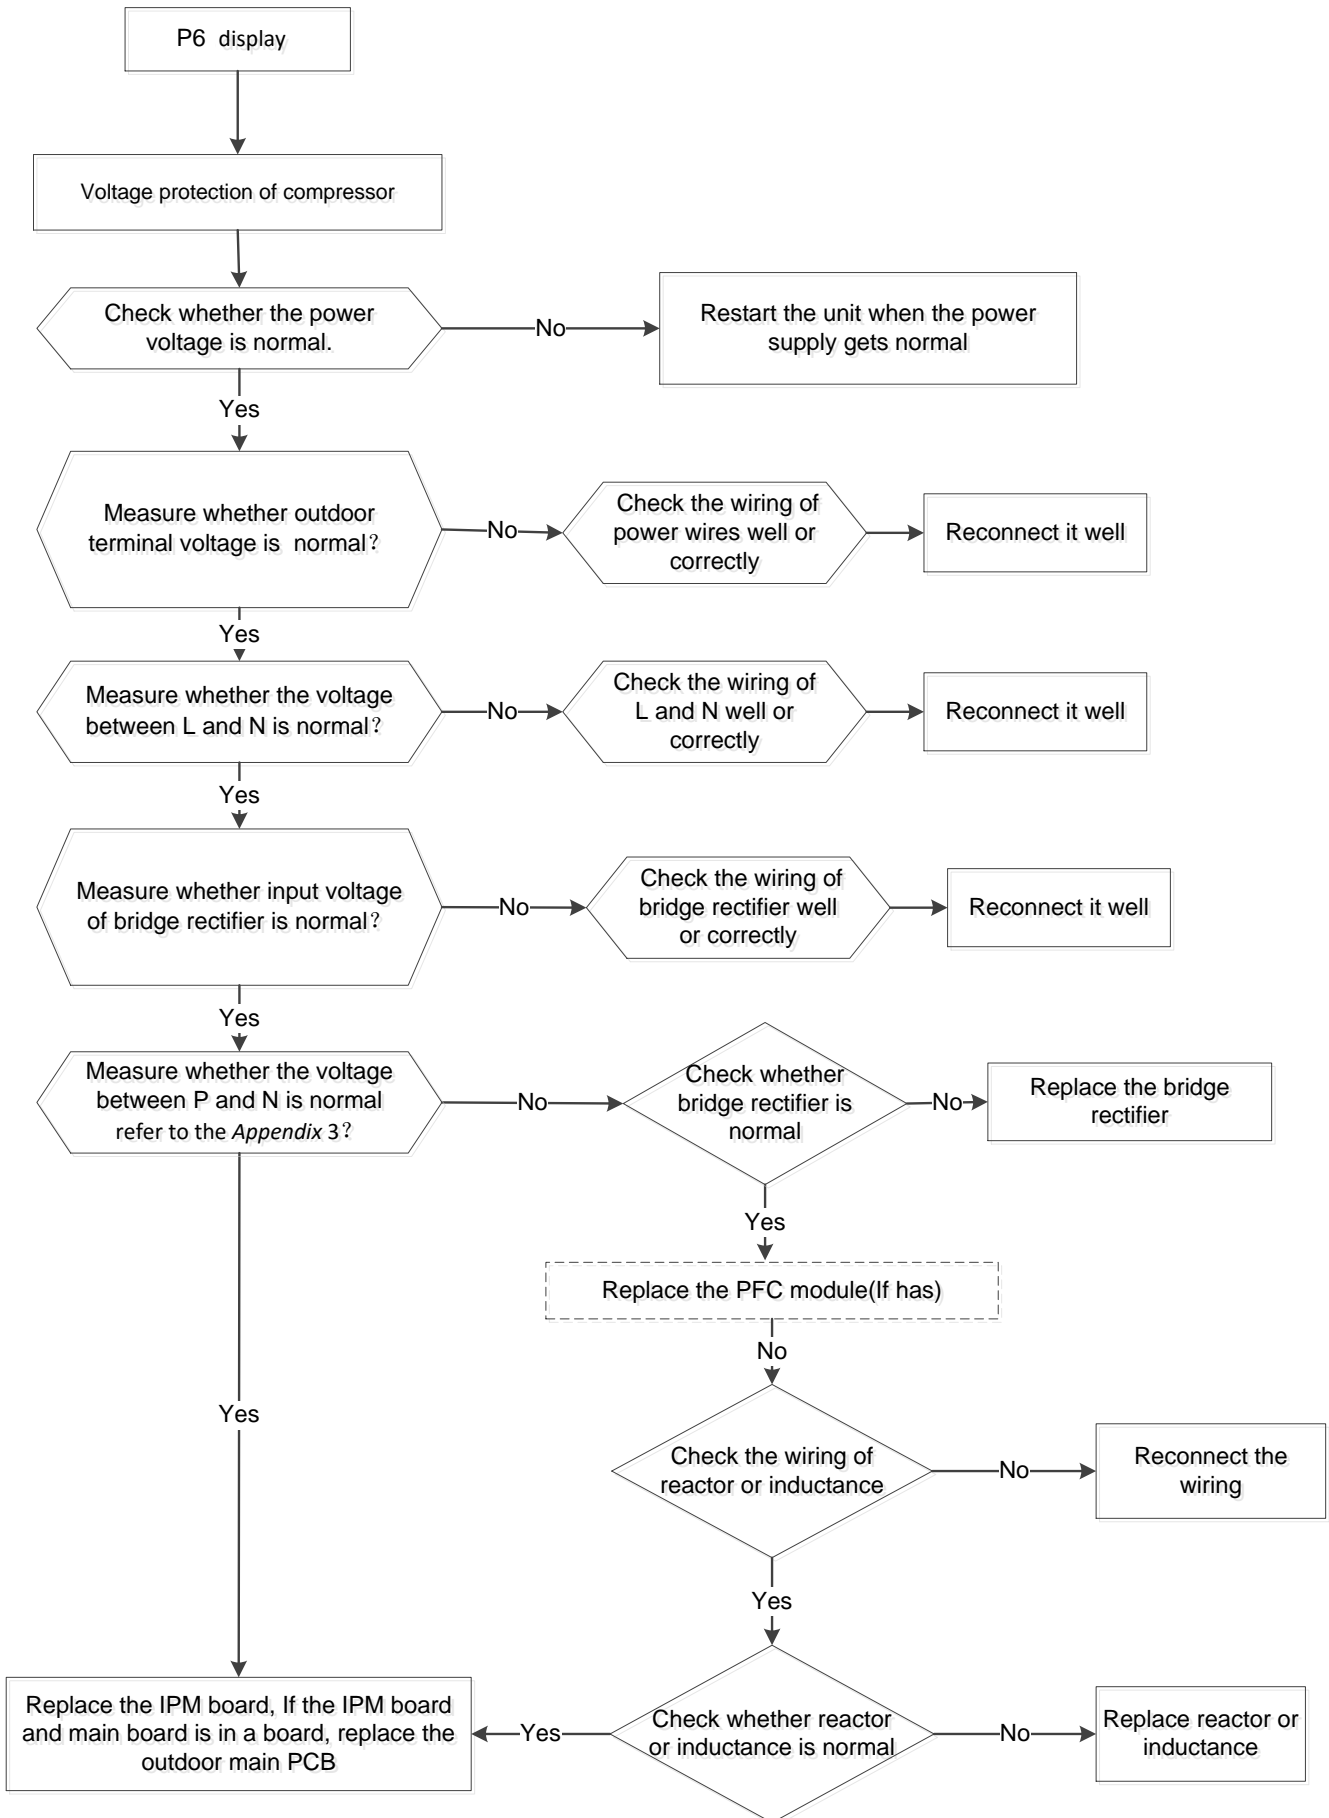 P6 display
Voltage protection of compressor
Check whether the power
voltage is normal.
No
Restart the unit when the power
supply gets normal
Yes
Measure whether outdoor
terminal voltage is normal?
No
Check the wiring of
power wires well or
correctly
Reconnect it well
Yes
Measure whether the voltage
between L and N is normal?
No
Check the wiring of
L and N well or
correctly
Reconnect it well
Yes
Measure whether input voltage
of bridge rectifier is normal?
No
Check the wiring of
bridge rectifier well
or correctly
Reconnect it well
Yes
Measure whether the voltage
between P and N is normal
refer to the Appendix 3?
No
Check whether
bridge rectifier is
normal
No
Replace the bridge
rectifier
Yes
Replace the PFC module(If has)
No
Yes
Check the wiring of
reactor or inductance
No
Reconnect the
wiring
Yes
Replace the IPM board, If the IPM board
and main board is in a board, replace the
outdoor main PCB
Yes
Check whether reactor
or inductance is normal
No
Replace reactor or
inductance